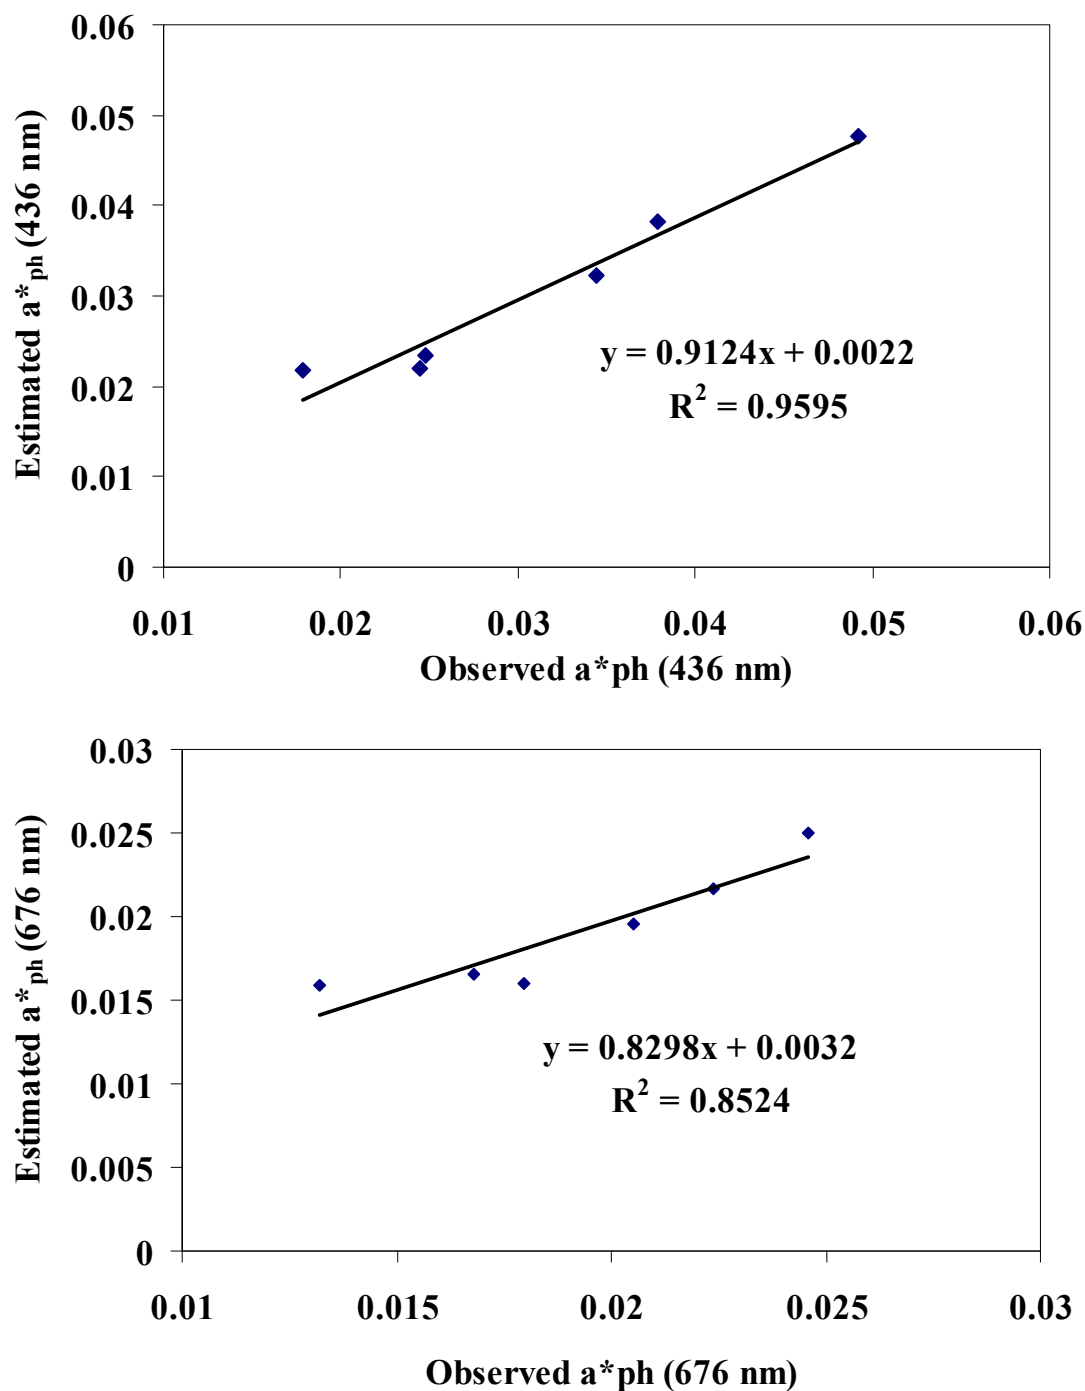 0.06
0.05
0.04
0.03
0.02
0.01
0
Estimated a*ph (436 nm)
y = 0.9124x + 0.0022
R2 = 0.9595
0.01 0.02 0.03 0.04 0.05 0.06
Observed a*ph (436 nm)
0.03
0.025
0.02
0.015
0.01
0.005
0
Estimated a*ph (676 nm)
y = 0.8298x + 0.0032
R2 = 0.8524
0.01 0.015 0.02 0.025 0.03
Observed a*ph (676 nm)